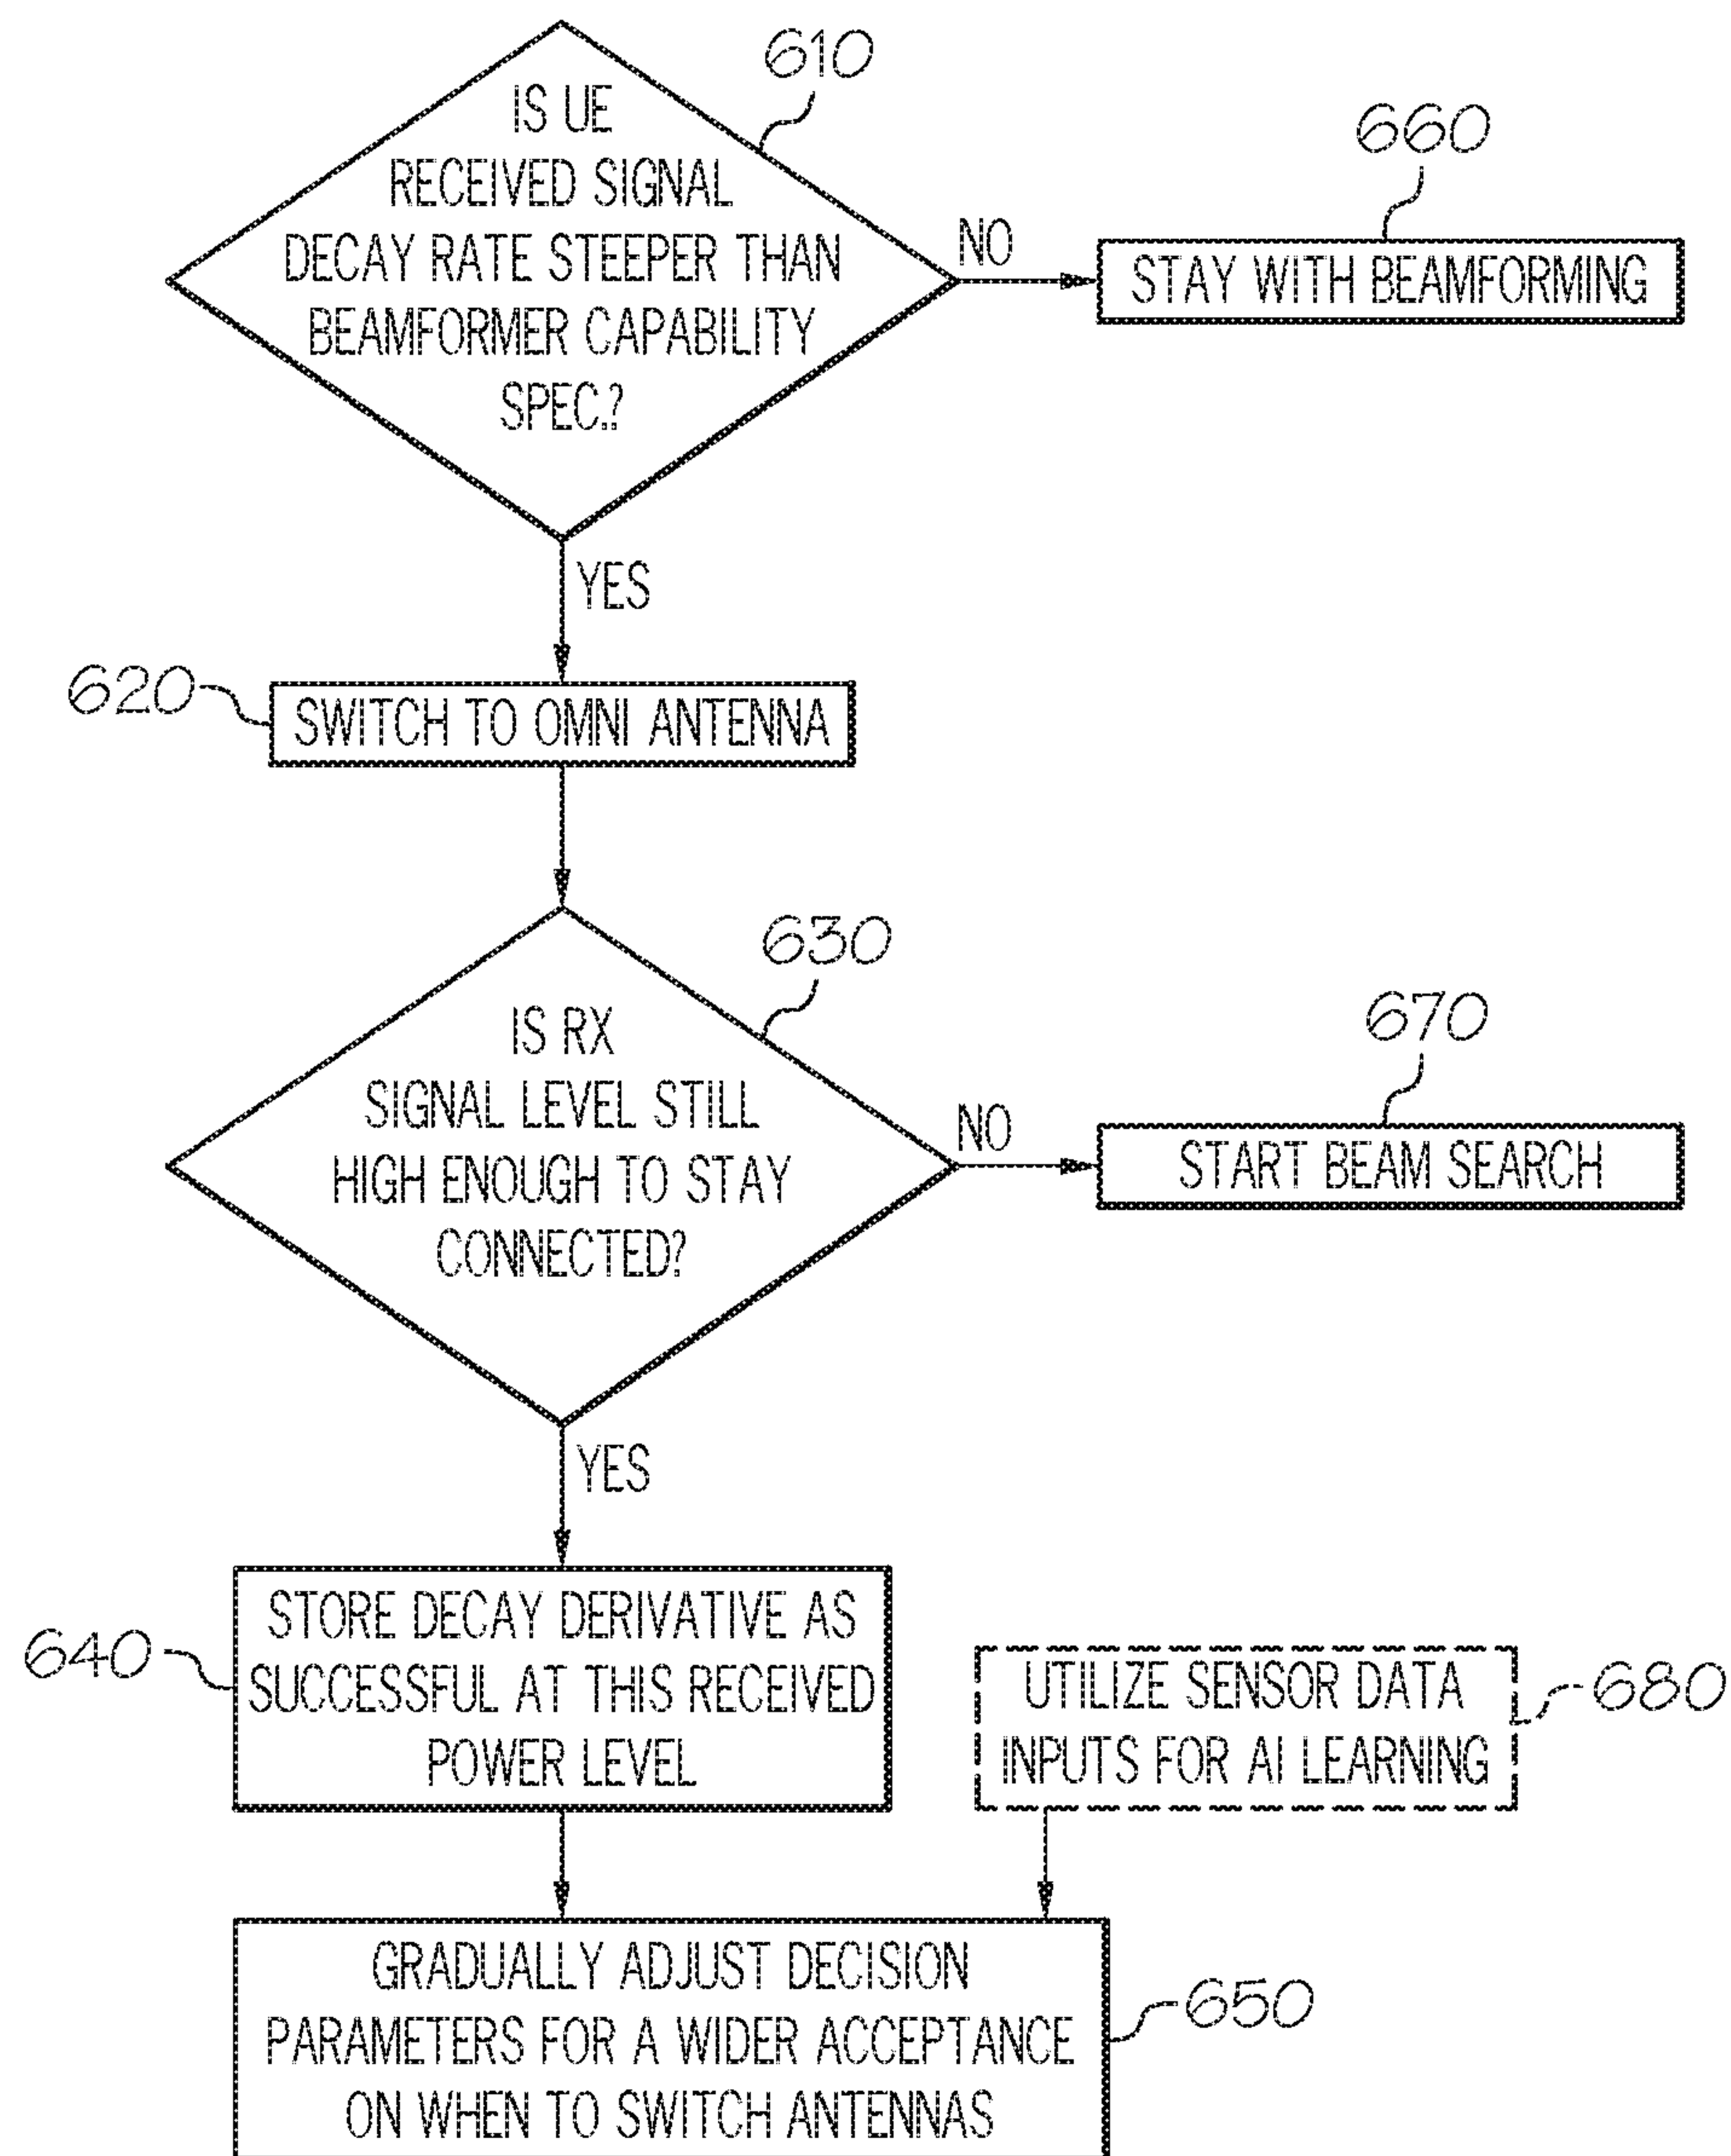 610
IS UE
RECEIVED SIGNAL
DECAY RATE STEEPER THAN
BEAMFORMER CAPABILITY
SPEC.?
NO
660
STAY WITH BEAMFORMING
YES
620
SWITCH TO OMNI ANTENNA
630
IS RX
SIGNAL LEVEL STILL
HIGH ENOUGH TO STAY
CONNECTED?
NO
670
START BEAM SEARCH
YES
640
STORE DECAY DERIVATIVE AS
SUCCESSFUL AT THIS RECEIVED
POWER LEVEL
UTILIZE SENSOR DATA
INPUTS FOR AI LEARNING
680
GRADUALLY ADJUST DECISION
PARAMETERS FOR A WIDER ACCEPTANCE
ON WHEN TO SWITCH ANTENNAS
650